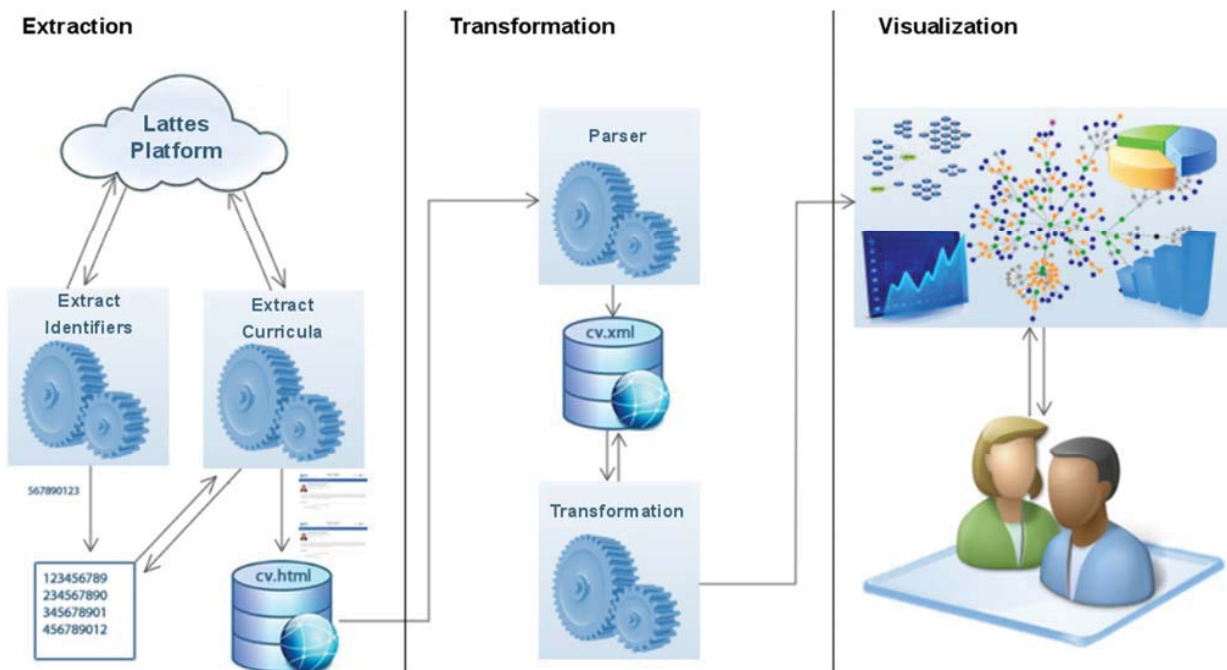 Extraction
Transformation
Visualization
Lattes
Platform
Extract
Identifiers
Extract
Curricula
567890123
123456789
234567890
345678901
456789012
cv.html
Parser
cv.xml
Transformation